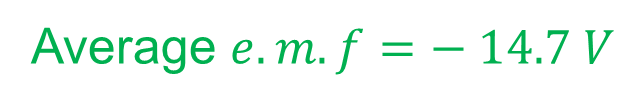 Average e.m.f = − 14.7 V